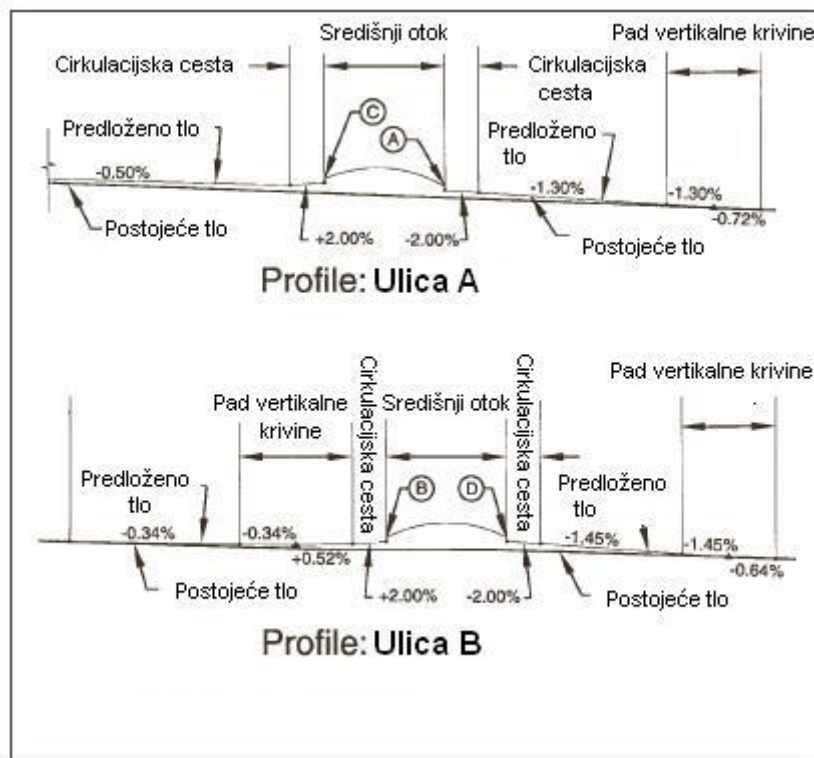 Središnji otok
Pad vertikalne krivine
Cirkulacijska cesta
Cirkulacijska
cesta
Predloženo tlo
C
A
Predloženo
tlo
-0.50%
-1.30%
-1.30%
-0.72%
Postojeće tlo
+2.00%
-2.00%
Postojeće tlo
Profile: Ulica A
Cirkulacijska cesta
Cirkulacijska cesta
Pad vertikalne krivine
Pad vertikalne
krivine
Središnji otok
Predloženo
tlo
B
D
Predloženo
tlo
-0.34%
-0.34%
+0.52%
-1.45%
-1.45%
-0.64%
Postojeće tlo
+2.00%
-2.00%
Postojeće tlo
Profile: Ulica B